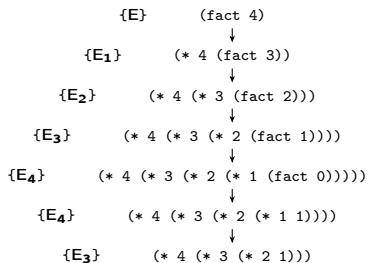 {E} (fact 4)
{E₁} (* 4 (fact 3))
{E₂} (* 4 (* 3 (fact 2)))
{E₃} (* 4 (* 3 (* 2 (fact 1))))
{E₄} (* 4 (* 3 (* 2 (* 1 (fact 0)))))
{E₄} (* 4 (* 3 (* 2 (* 1 1))))
{E₃} (* 4 (* 3 (* 2 1)))